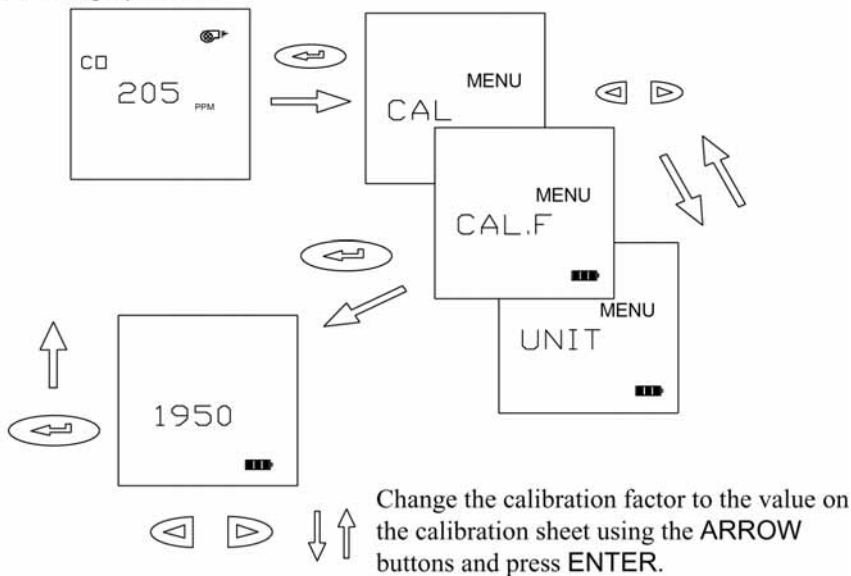 CO
205 PPM
MENU
CAL
MENU
CAL.F
MENU
UNIT
1950
Change the calibration factor to the value on
the calibration sheet using the ARROW
buttons and press ENTER.